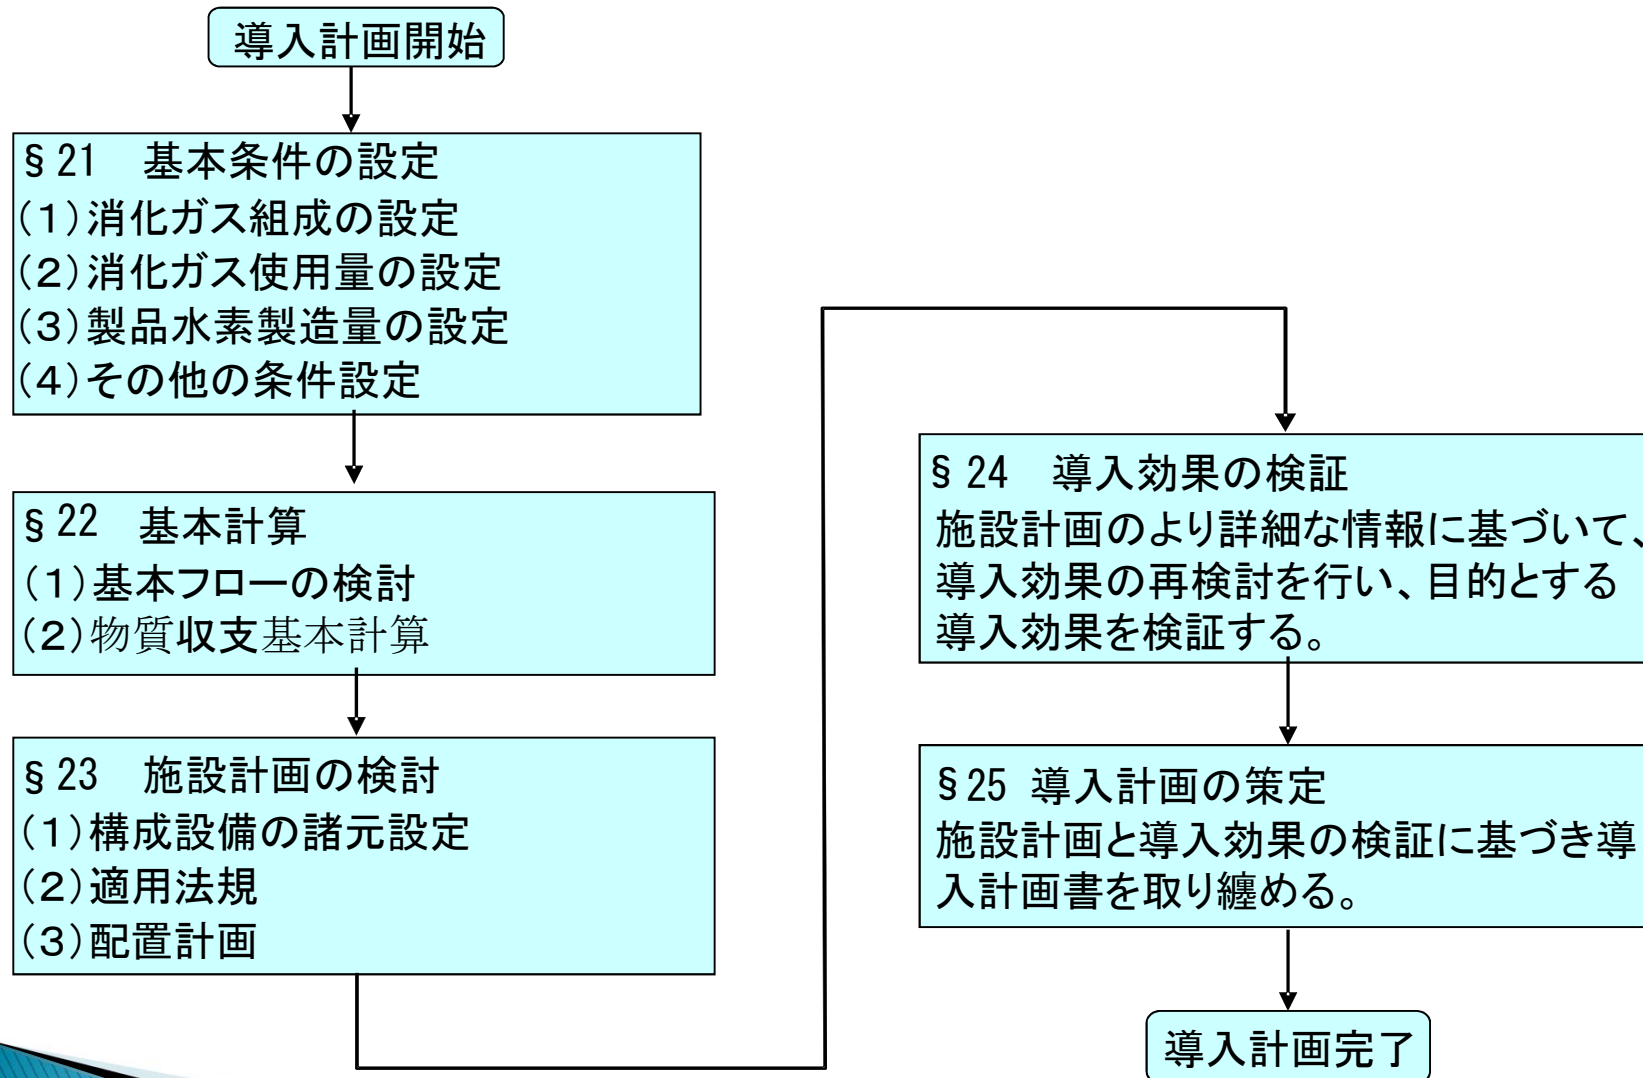 導入計画開始
§21 基本条件の設定
(1)消化ガス組成の設定
(2)消化ガス使用量の設定
(3)製品水素製造量の設定
(4)その他の条件設定
§22 基本計算
(1)基本フローの検討
(2)物質収支基本計算
§23 施設計画の検討
(1)構成設備の諸元設定
(2)適用法規
(3)配置計画
§24 導入効果の検証
施設計画のより詳細な情報に基づいて、
導入効果の再検討を行い、目的とする
導入効果を検証する。
§25 導入計画の策定
施設計画と導入効果の検証に基づき導
入計画書を取り纏める。
導入計画完了